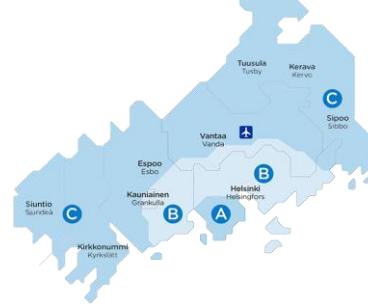 Tuusula
Tusby
Kerava
Kervo
C
Sipoo
Sibbo
Vantaa
Vanda
Espoo
Esbo
B
Kauniainen
Grankulla
Helsinki
Helsingfors
Siuntio
Sjundeå
C
B
A
Kirkkonummi
Kyrkslätt